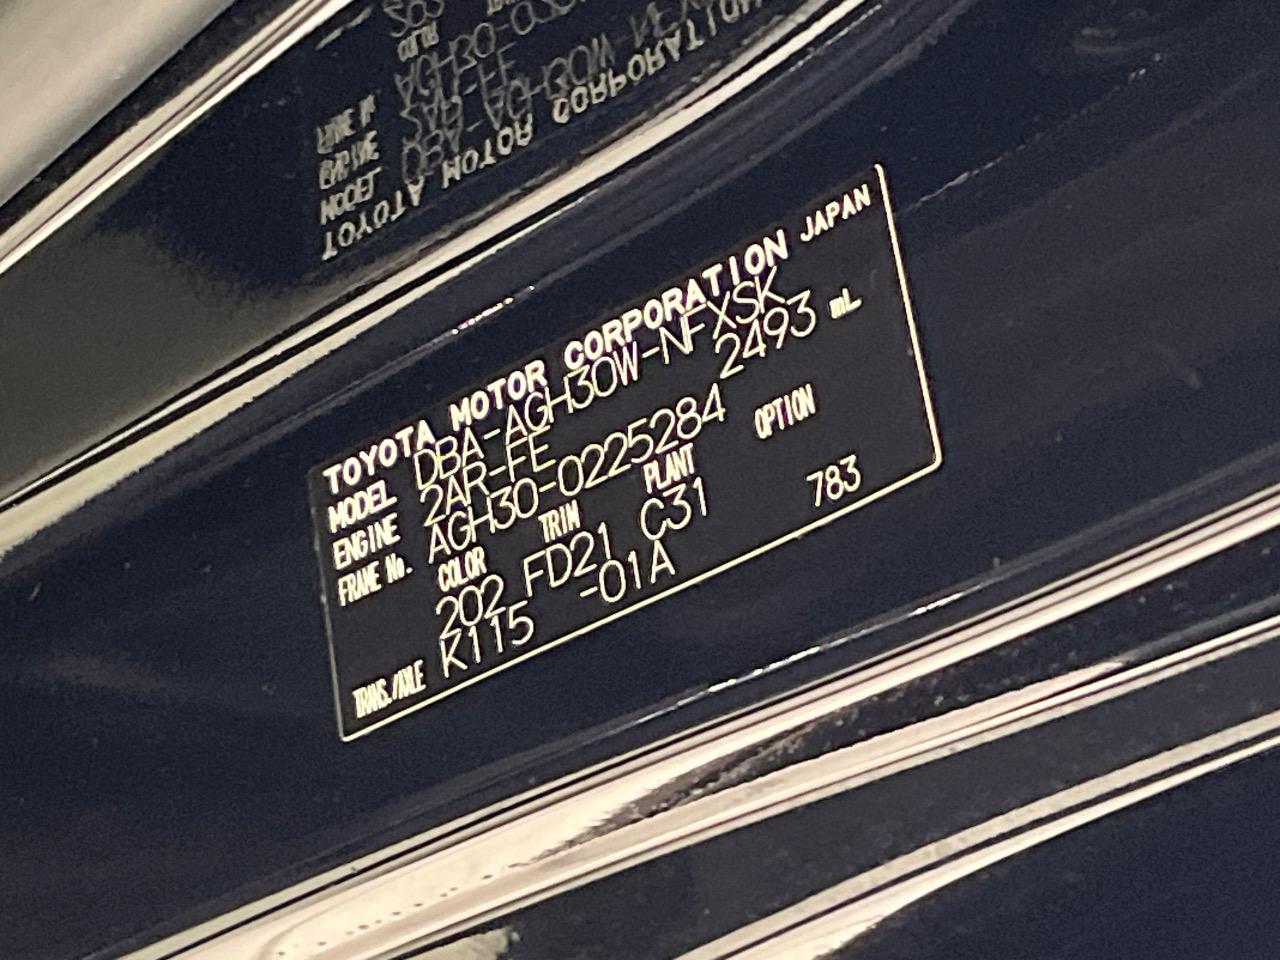 TOYOTA MOTOR CORPORATION JAPAN
MODEL DBA-AGH30W-NFXSK
ENGINE 2AR-FE 2493 mL
FRAME No. AGH30-0225284
COLOR TRIM PLANT OPTION
202 FD21 C31 783
TRANS./AXLE K115 -01A